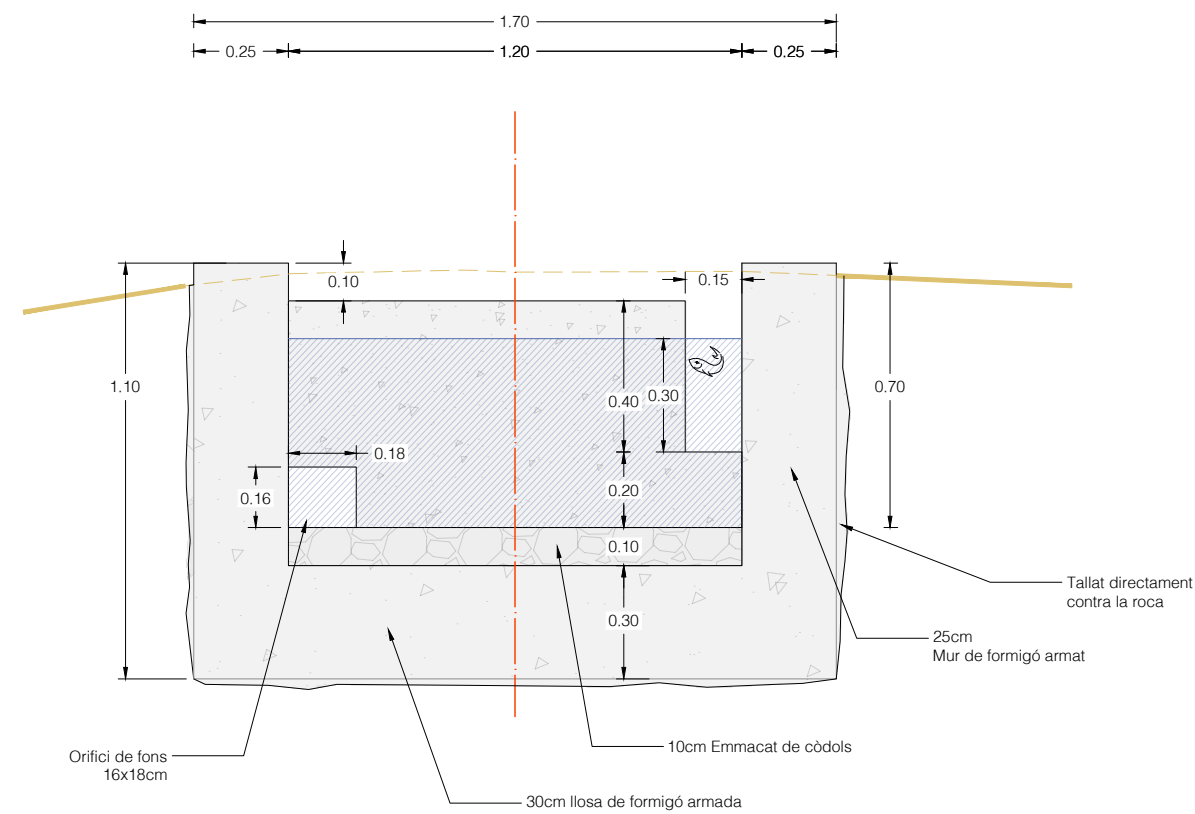 1.70
0.25
1.20
0.25
0.10
0.15
1.10
0.40
0.30
0.70
0.18
0.16
0.20
0.10
0.30
Tallat directament
contra la roca
25cm
Mur de formigó armat
10cm Emmacat de còdols
Orifici de fons
16x18cm
30cm llosa de formigó armada